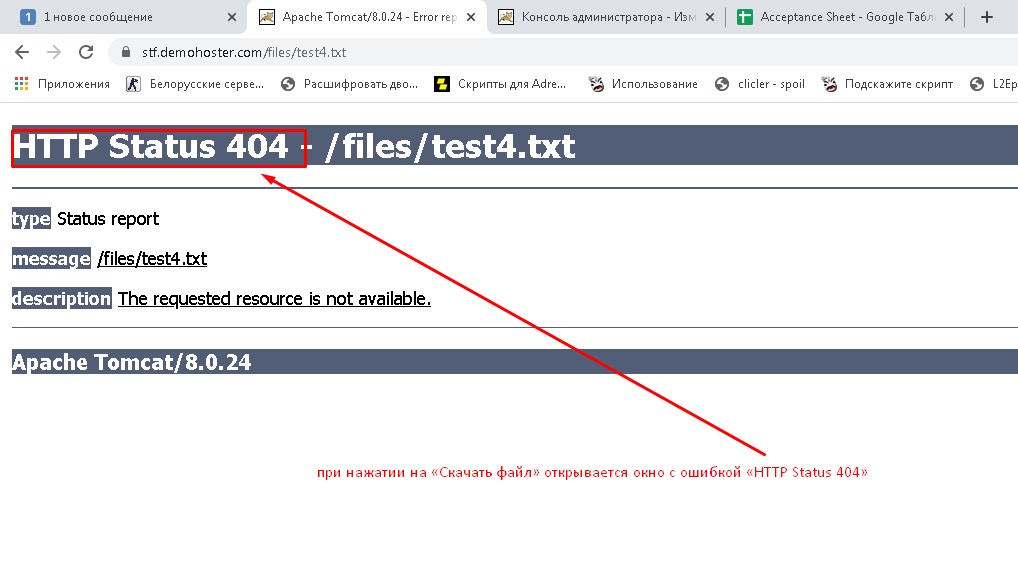 1 новое сообщение
Apache Tomcat/8.0.24 - Error rep
Консоль администратора - Изм
Acceptance Sheet - Google Табли
stf.demohoster.com/files/test4.txt
Приложения
Белорусские серве...
Расшифровать дво...
Скрипты для Adre...
Использование
clicler - spoil
Подскажите скрипт
L2Ep
HTTP Status 404 - /files/test4.txt
type Status report
message /files/test4.txt
description The requested resource is not available.
Apache Tomcat/8.0.24
при нажатии на «Скачать файл» открывается окно с ошибкой «HTTP Status 404»